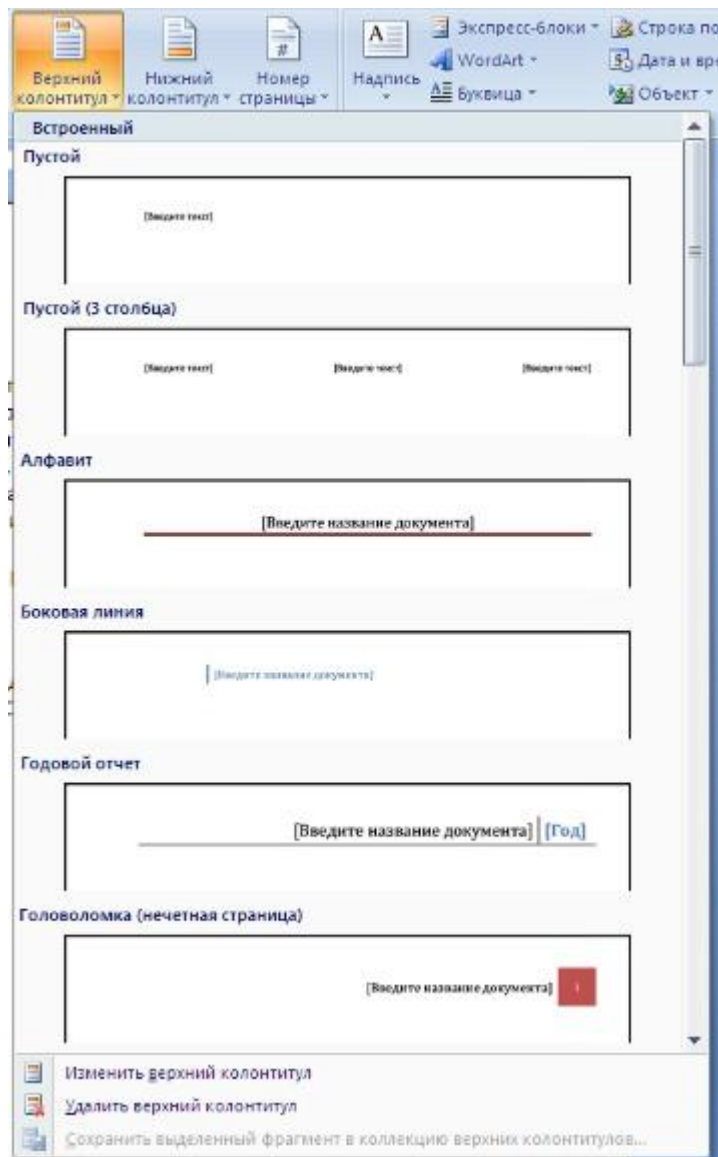 Верхний колонтитул
Нижний колонтитул
Номер страницы
#
A
Надпись
Экспресс-блоки
WordArt
Буквица
Строка по
Дата и вре
Объект
Встроенный
Пустой
[Введите текст]
Пустой (3 столбца)
[Введите текст] [Введите текст] [Введите текст]
Алфавит
[Введите название документа]
Боковая линия
[Введите название документа]
Годовой отчет
[Введите название документа] [Год]
Головоломка (нечетная страница)
[Введите название документа] 1
Изменить верхний колонтитул
Удалить верхний колонтитул
Сохранить выделенный фрагмент в коллекцию верхних колонтитулов...